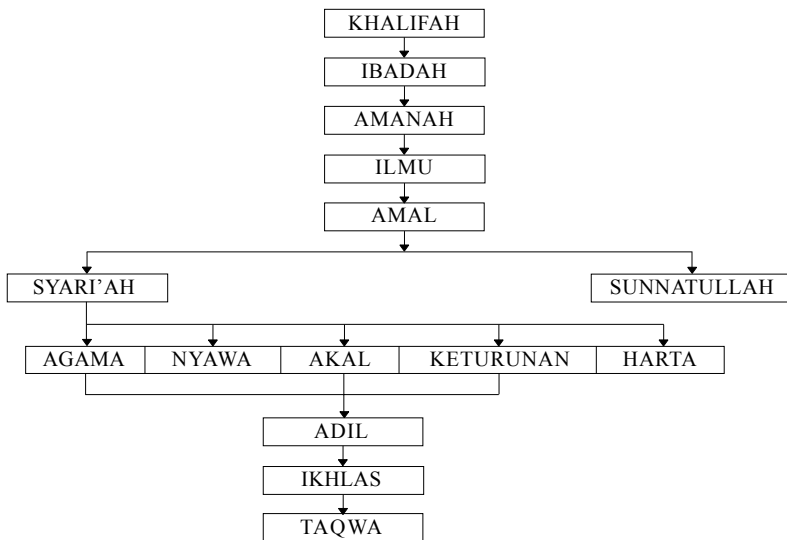 KHALIFAH
IBADAH
AMANAH
ILMU
AMAL
SYARI’AH
SUNNATULLAH
AGAMA
NYAWA
AKAL
KETURUNAN
HARTA
ADIL
IKHLAS
TAQWA